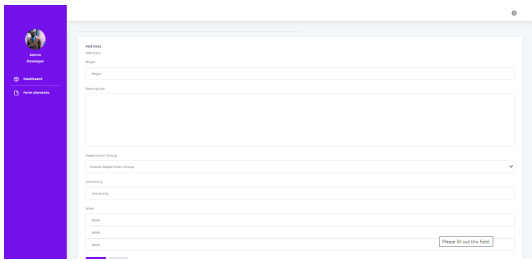 Admin
Developer
Dashboard
Form elements
Add Data
Add Data
Major
Major
Description
Department Group
Choose Department Group
University
University
Week
Week
Week
Week
Please fill out this field.